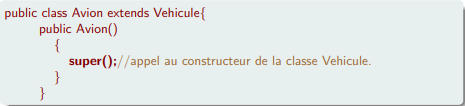 public class Avion extends Vehicule{
public Avion()
{
super();//appel au constructeur de la classe Vehicule.
}
}